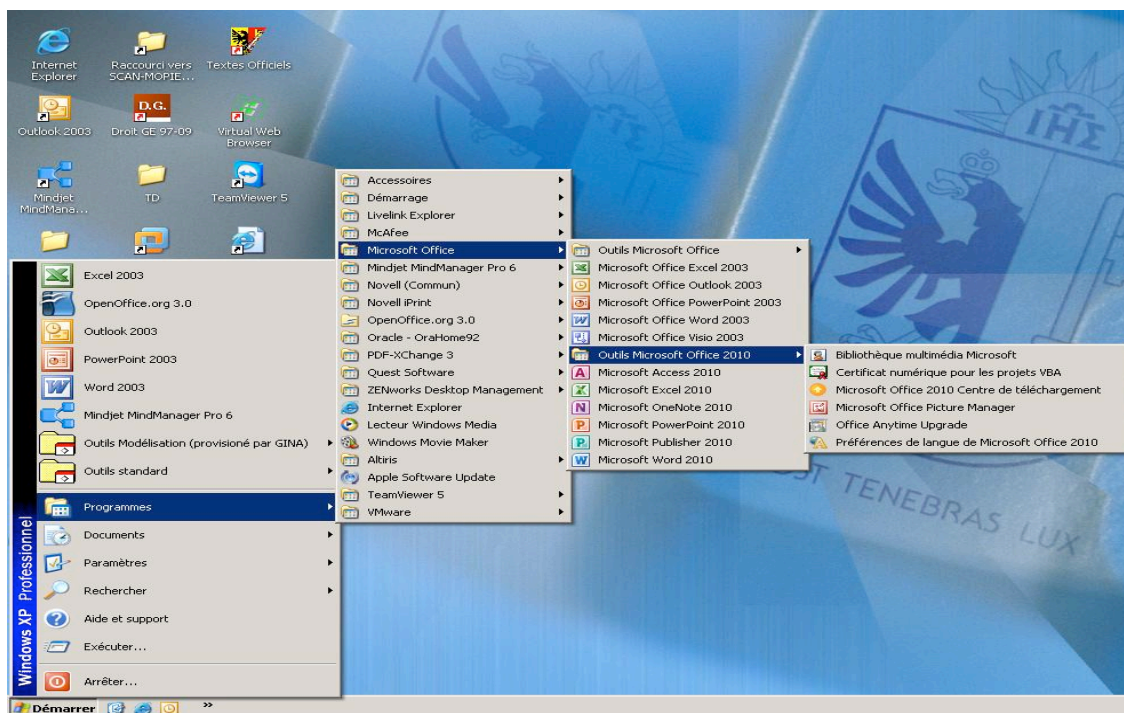 Internet
Explorer
Raccourci vers
SCAN-MOPIE...
Textes Officiels
D.G.
Outlook 2003
Droit GE 97-09
Virtual Web
Browser
Mindjet
MindMana...
TD
TeamViewer 5
ΙΗΣ
Excel 2003
OpenOffice.org 3.0
Outlook 2003
PowerPoint 2003
Word 2003
Mindjet MindManager Pro 6
Outils Modélisation (provisioné par GINA)
Outils standard
Programmes
Documents
Paramètres
Rechercher
Aide et support
Exécuter...
Arrêter...
Windows XP Professionnel
Accessoires
Démarrage
Livelink Explorer
McAfee
Microsoft Office
Mindjet MindManager Pro 6
Novell (Commun)
Novell iPrint
OpenOffice.org 3.0
Oracle - OraHome92
PDF-XChange 3
Quest Software
ZENworks Desktop Management
Internet Explorer
Lecteur Windows Media
Windows Movie Maker
Altiris
Apple Software Update
TeamViewer 5
VMware
Outils Microsoft Office
Microsoft Office Excel 2003
Microsoft Office Outlook 2003
Microsoft Office PowerPoint 2003
Microsoft Office Word 2003
Microsoft Office Visio 2003
Outils Microsoft Office 2010
Microsoft Access 2010
Microsoft Excel 2010
Microsoft OneNote 2010
Microsoft PowerPoint 2010
Microsoft Publisher 2010
Microsoft Word 2010
Bibliothèque multimédia Microsoft
Certificat numérique pour les projets VBA
Microsoft Office 2010 Centre de téléchargement
Microsoft Office Picture Manager
Office Anytime Upgrade
Préférences de langue de Microsoft Office 2010
TENEBRAS LUX
Démarrer
»